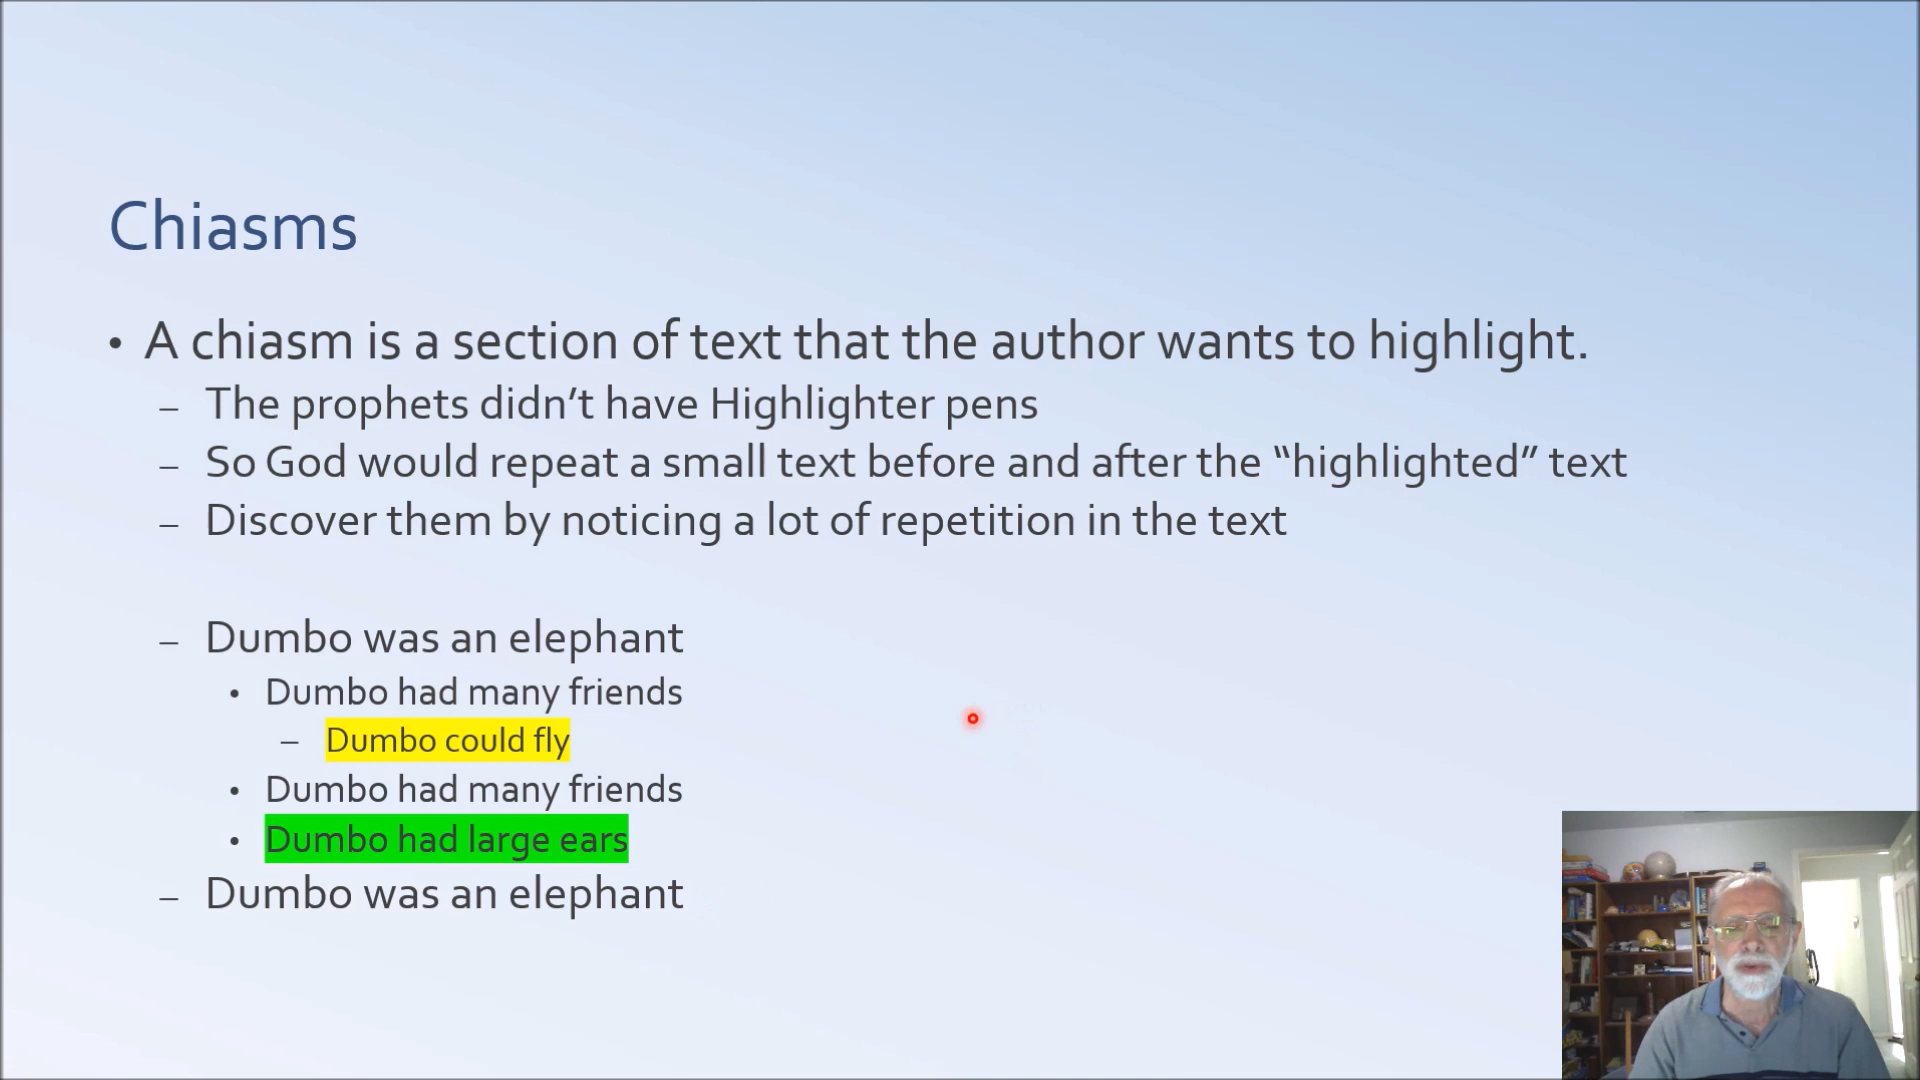 Chiasms
• A chiasm is a section of text that the author wants to highlight.
– The prophets didn’t have Highlighter pens
– So God would repeat a small text before and after the “highlighted” text
– Discover them by noticing a lot of repetition in the text
– Dumbo was an elephant
• Dumbo had many friends
– Dumbo could fly
• Dumbo had many friends
• Dumbo had large ears
– Dumbo was an elephant